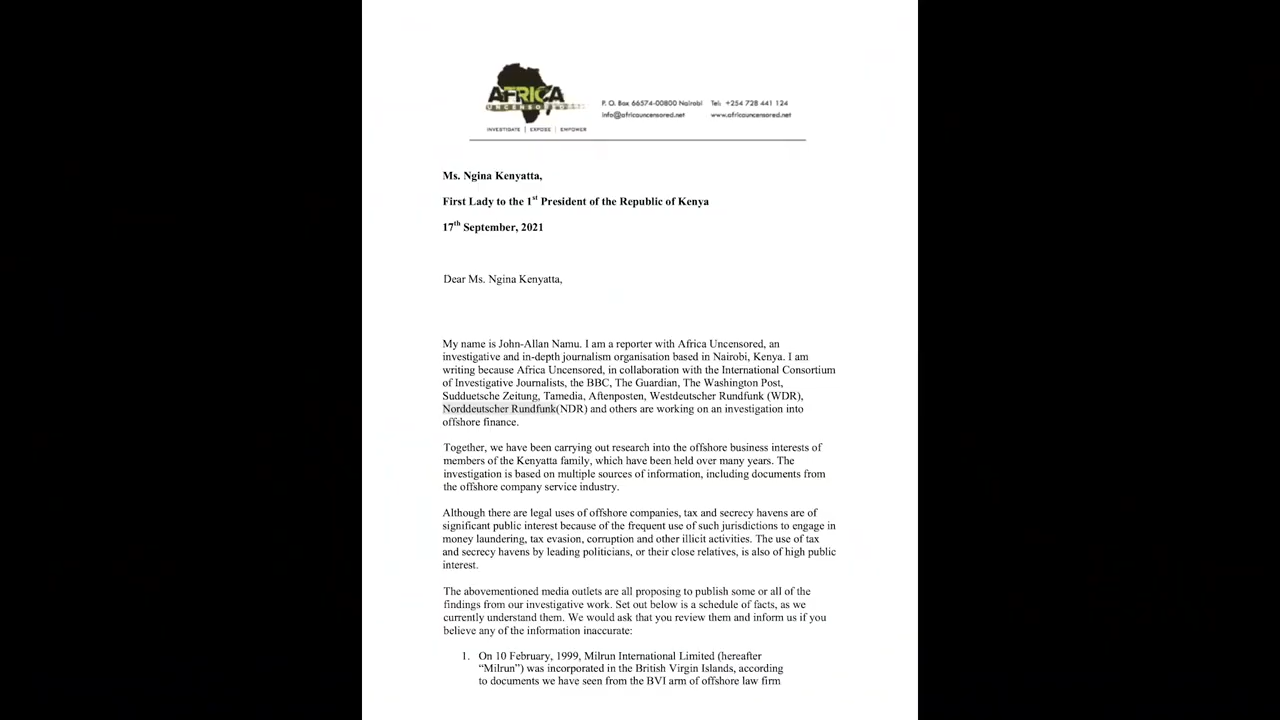 AFRICA
UNCENSORED
INVESTIGATE | EXPOSE | EMPOWER
P. O. Box 66574-00800 Nairobi Tel: +254 728 441 124
info@africauncensored.net www.africauncensored.net
Ms. Ngina Kenyatta,
First Lady to the 1st President of the Republic of Kenya
17th September, 2021
Dear Ms. Ngina Kenyatta,
My name is John-Allan Namu. I am a reporter with Africa Uncensored, an
investigative and in-depth journalism organisation based in Nairobi, Kenya. I am
writing because Africa Uncensored, in collaboration with the International Consortium
of Investigative Journalists, the BBC, The Guardian, The Washington Post,
Sudduetsche Zeitung, Tamedia, Aftenposten, Westdeutscher Rundfunk (WDR),
Norddeutscher Rundfunk(NDR) and others are working on an investigation into
offshore finance.
Together, we have been carrying out research into the offshore business interests of
members of the Kenyatta family, which have been held over many years. The
investigation is based on multiple sources of information, including documents from
the offshore company service industry.
Although there are legal uses of offshore companies, tax and secrecy havens are of
significant public interest because of the frequent use of such jurisdictions to engage in
money laundering, tax evasion, corruption and other illicit activities. The use of tax
and secrecy havens by leading politicians, or their close relatives, is also of high public
interest.
The abovementioned media outlets are all proposing to publish some or all of the
findings from our investigative work. Set out below is a schedule of facts, as we
currently understand them. We would ask that you review them and inform us if you
believe any of the information inaccurate:
1. On 10 February, 1999, Milrun International Limited (hereafter
“Milrun”) was incorporated in the British Virgin Islands, according
to documents we have seen from the BVI arm of offshore law firm